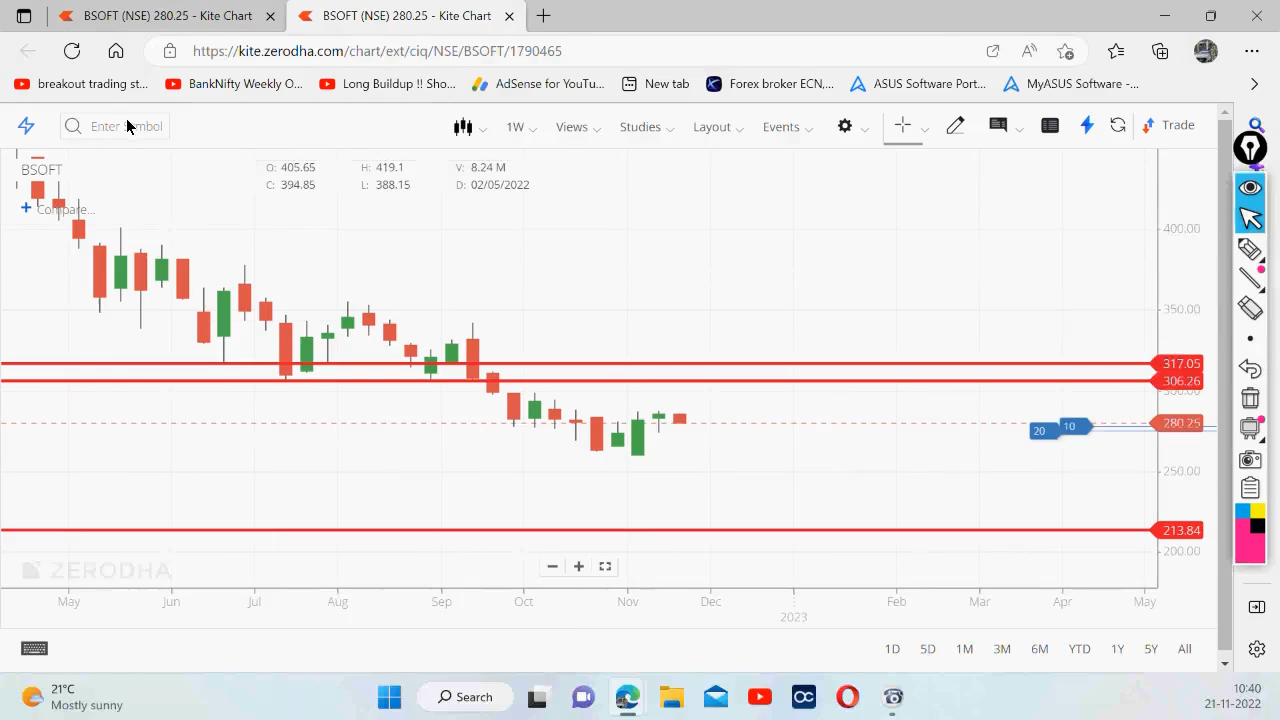 BSOFT (NSE) 280.25 - Kite Chart
BSOFT (NSE) 280.25 - Kite Chart
https://kite.zerodha.com/chart/ext/ciq/NSE/BSOFT/1790465
breakout trading st... BankNifty Weekly O... Long Buildup !! Sho... AdSense for YouTu... New tab Forex broker ECN,... ASUS Software Port... MyASUS Software -...
Enter Symbol 1W Views Studies Layout Events Trade
BSOFT O: 405.65 H: 419.1 V: 8.24 M
C: 394.85 L: 388.15 D: 02/05/2022
+ Compare...
400.00
350.00
317.05
306.26
300.00
280.25
20 10
250.00
213.84
200.00
ZERODHA
May Jun Jul Aug Sep Oct Nov Dec 2023 Feb Mar Apr May
1D 5D 1M 3M 6M YTD 1Y 5Y All
21°C
Mostly sunny
Search
OC
10:40
21-11-2022